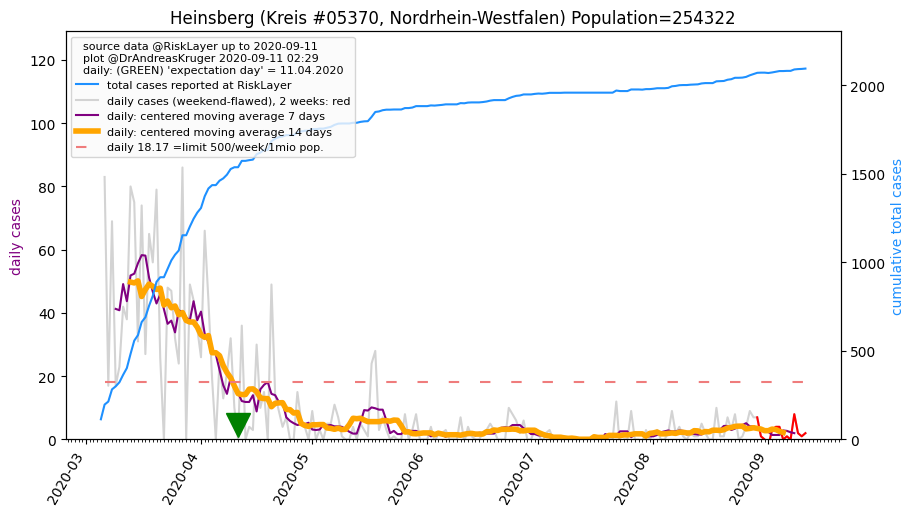 Heinsberg (Kreis #05370, Nordrhein-Westfalen) Population=254322
source data @RiskLayer up to 2020-09-11
plot @DrAndreasKruger 2020-09-11 02:29
daily: (GREEN) 'expectation day' = 11.04.2020
total cases reported at RiskLayer
daily cases (weekend-flawed), 2 weeks: red
daily: centered moving average 7 days
daily: centered moving average 14 days
daily 18.17 =limit 500/week/1mio pop.
daily cases
120
100
80
60
40
20
0
cumulative total cases
2000
1500
1000
500
0
2020-03
2020-04
2020-05
2020-06
2020-07
2020-08
2020-09